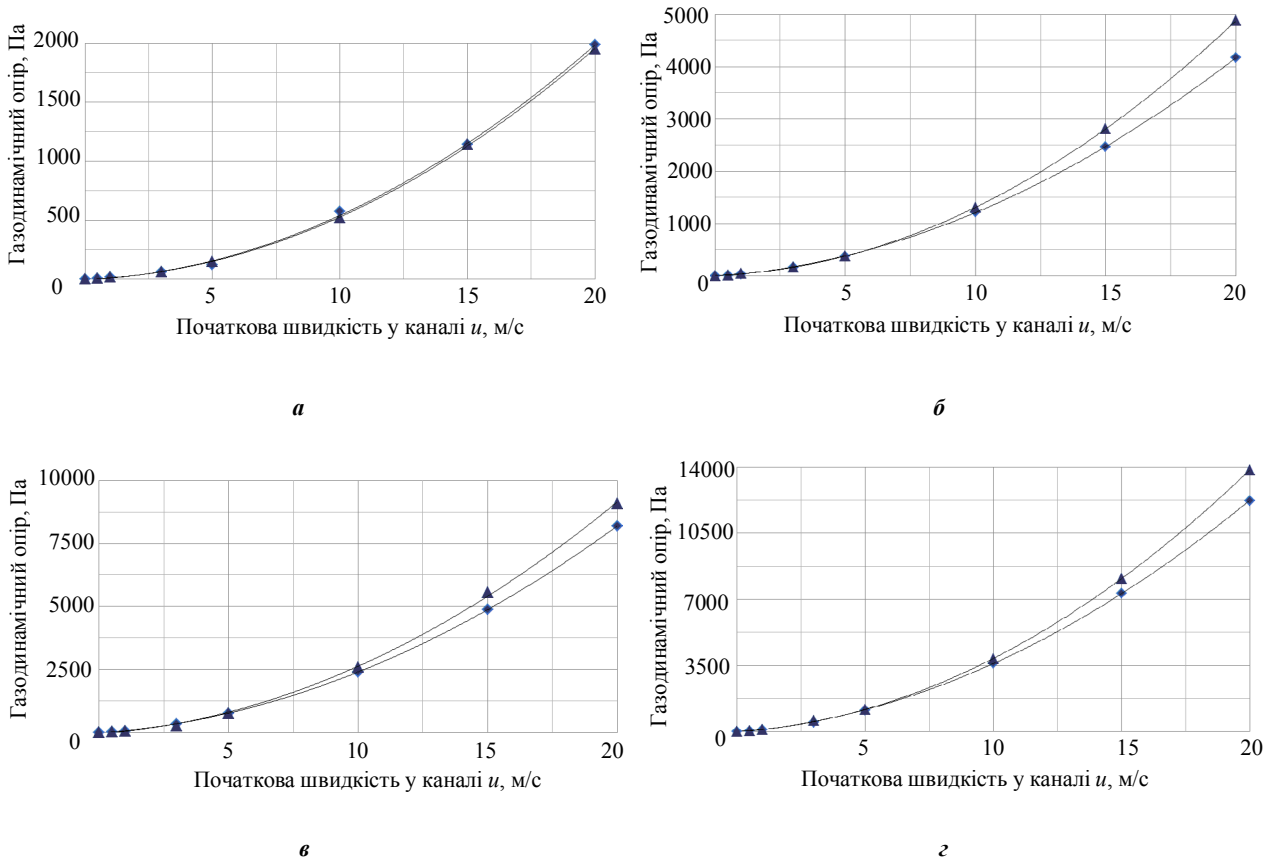 Газодинамічний опір, Па
2000
1500
1000
500
0
5 10 15 20
Початкова швидкість у каналі u, м/с
а
Газодинамічний опір, Па
5000
4000
3000
2000
1000
0
5 10 15 20
Початкова швидкість у каналі u, м/с
б
Газодинамічний опір, Па
10000
7500
5000
2500
0
5 10 15 20
Початкова швидкість у каналі u, м/с
в
Газодинамічний опір, Па
14000
10500
7000
3500
0
5 10 15 20
Початкова швидкість у каналі u, м/с
г